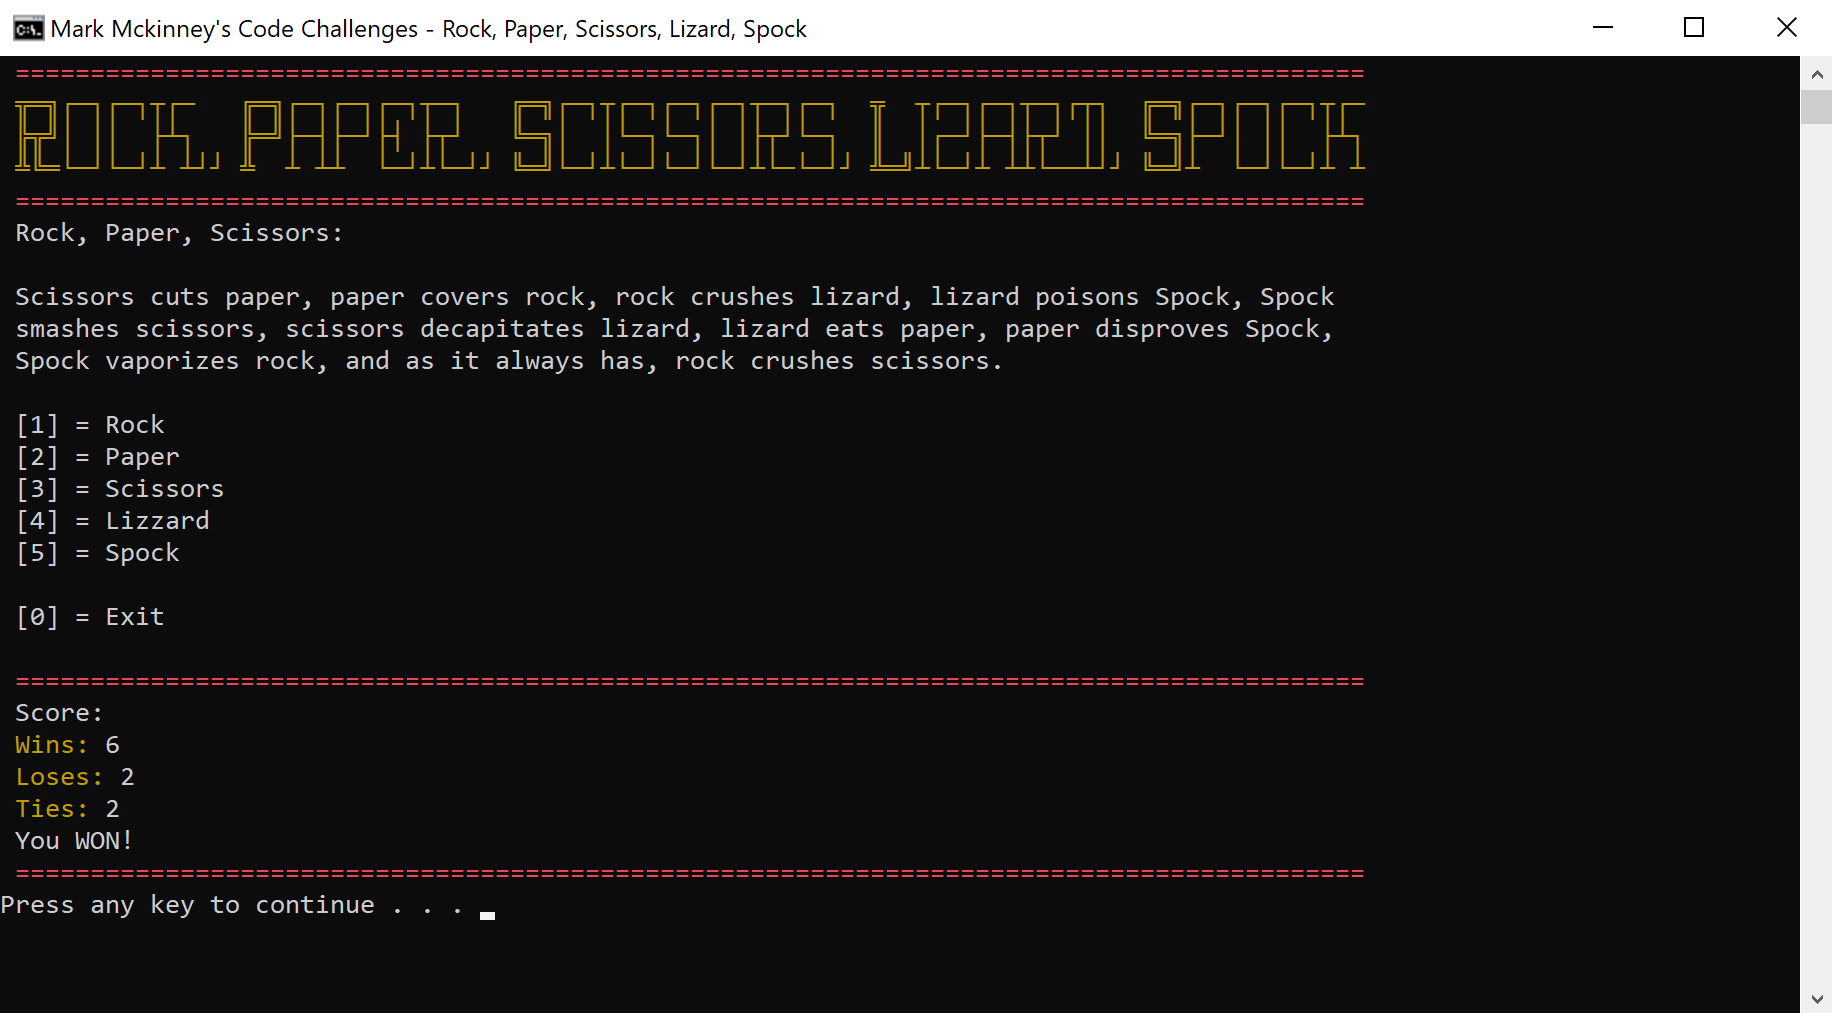 Mark Mckinney's Code Challenges - Rock, Paper, Scissors, Lizard, Spock
==========================================================================================
ROCK, PAPER, SCISSORS, LIZARD, SPOCK
==========================================================================================
Rock, Paper, Scissors:
Scissors cuts paper, paper covers rock, rock crushes lizard, lizard poisons Spock, Spock
smashes scissors, scissors decapitates lizard, lizard eats paper, paper disproves Spock,
Spock vaporizes rock, and as it always has, rock crushes scissors.
[1] = Rock
[2] = Paper
[3] = Scissors
[4] = Lizzard
[5] = Spock
[0] = Exit
==========================================================================================
Score:
Wins: 6
Loses: 2
Ties: 2
You WON!
==========================================================================================
Press any key to continue . . .